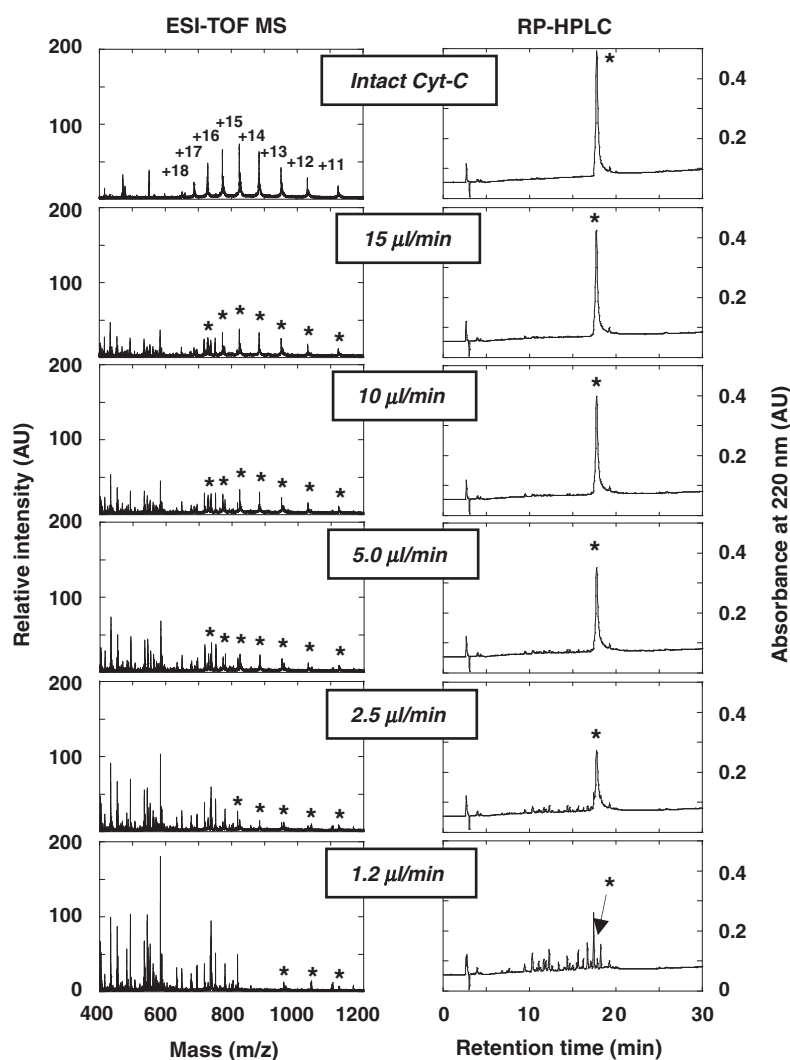 ESI-TOF MS
RP-HPLC
Intact Cyt-C
200
100
0
+18
+17
+16
+15
+14
+13
+12
+11
*
0.4
0.2
15 µl/min
200
100
* * * * * * *
*
0.4
0.2
10 µl/min
200
100
* * * * * * *
*
0.4
0.2
5.0 µl/min
200
100
* * * * * * *
*
0.4
0.2
2.5 µl/min
200
100
* * * * *
*
0.4
0.2
1.2 µl/min
200
100
0
* * *
*
0.4
0.2
0
400 600 800 1000 1200
0 10 20 30
Mass (m/z)
Retention time (min)
Relative intensity (AU)
Absorbance at 220 nm (AU)